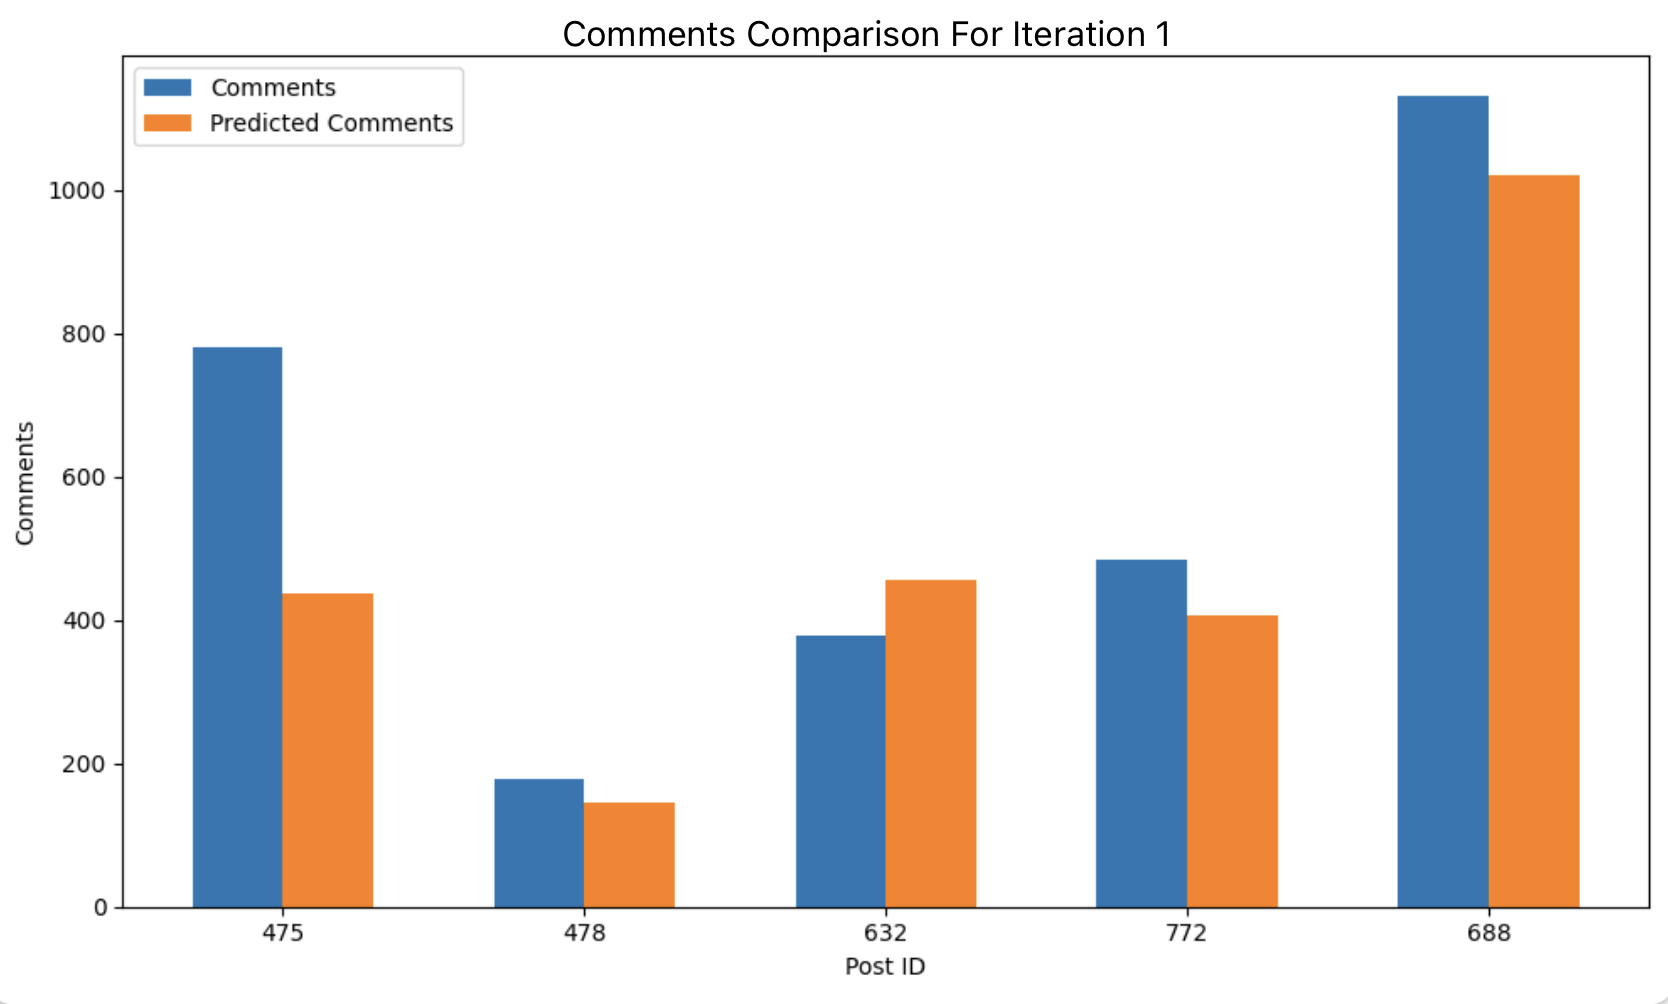 Comments Comparison For Iteration 1
Comments
Predicted Comments
1000
800
600
400
200
0
Comments
475 478 632 772 688
Post ID